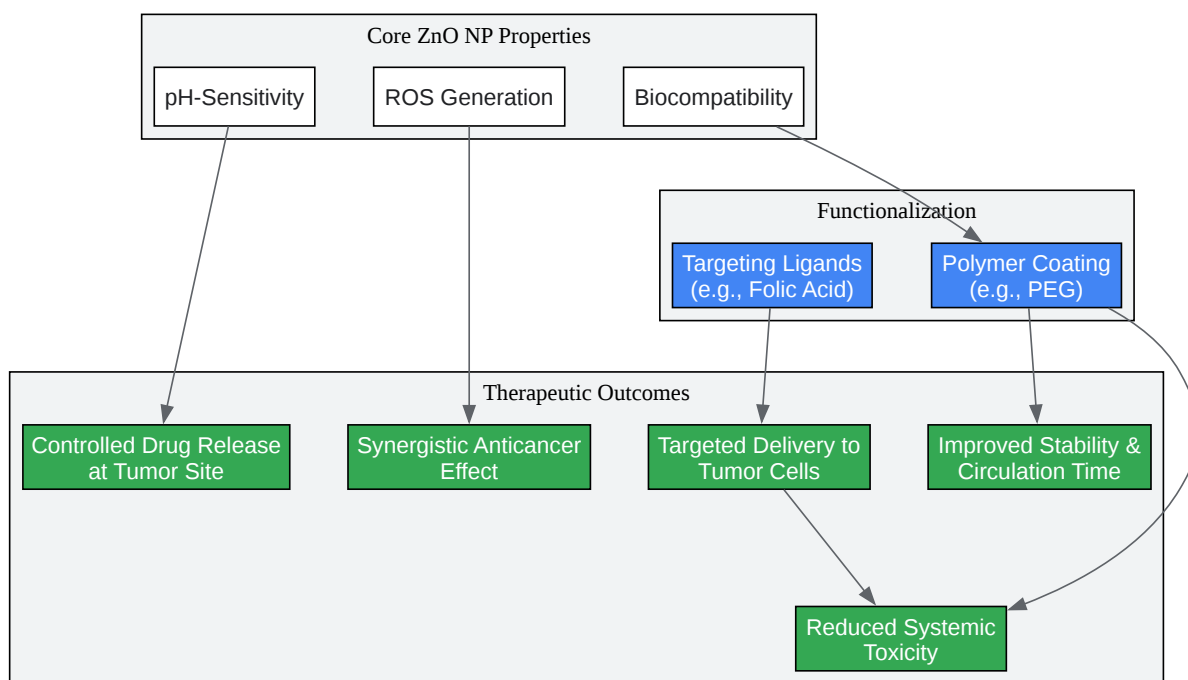 Core ZnO NP Properties
pH-Sensitivity
ROS Generation
Biocompatibility
Functionalization
Targeting Ligands
(e.g., Folic Acid)
Polymer Coating
(e.g., PEG)
Therapeutic Outcomes
Controlled Drug Release
at Tumor Site
Synergistic Anticancer
Effect
Targeted Delivery to
Tumor Cells
Improved Stability &
Circulation Time
Reduced Systemic
Toxicity